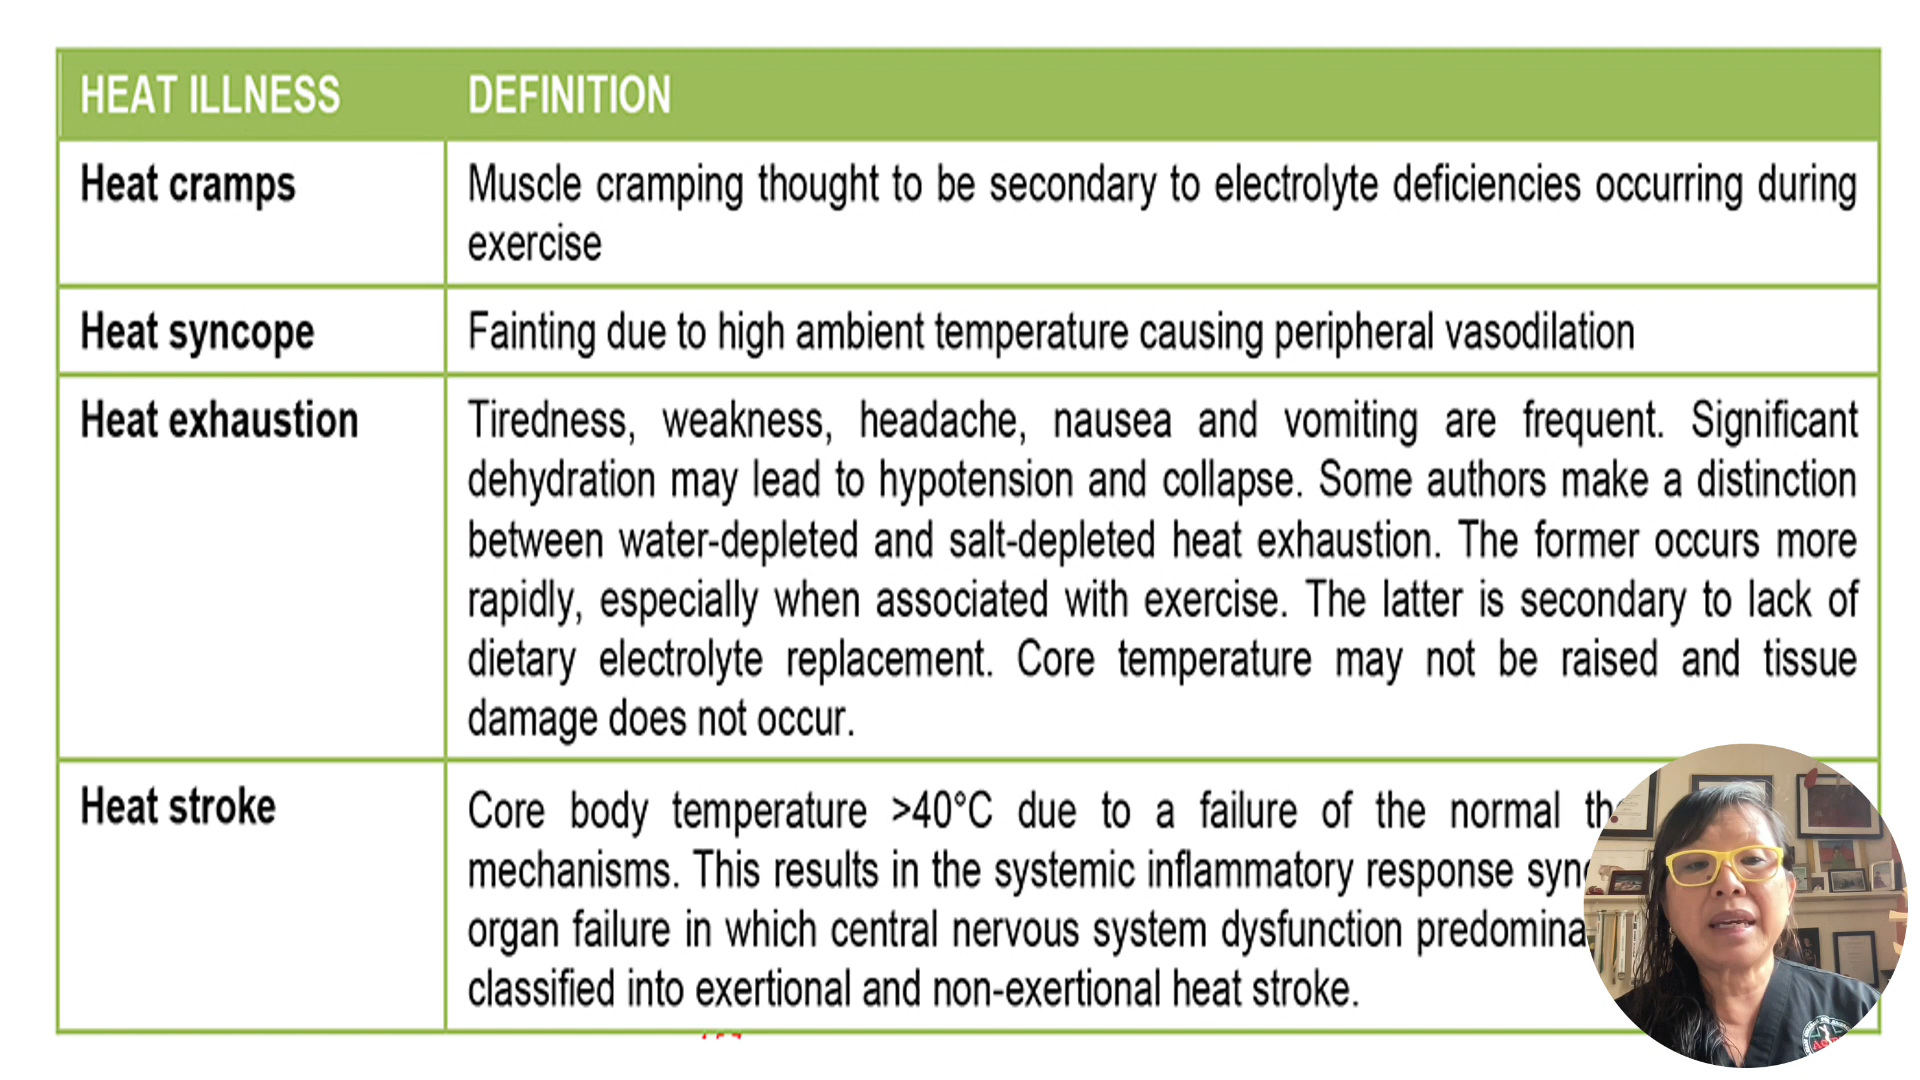 HEAT ILLNESS DEFINITION
Heat cramps Muscle cramping thought to be secondary to electrolyte deficiencies occurring during
exercise
Heat syncope Fainting due to high ambient temperature causing peripheral vasodilation
Heat exhaustion Tiredness, weakness, headache, nausea and vomiting are frequent. Significant
dehydration may lead to hypotension and collapse. Some authors make a distinction
between water-depleted and salt-depleted heat exhaustion. The former occurs more
rapidly, especially when associated with exercise. The latter is secondary to lack of
dietary electrolyte replacement. Core temperature may not be raised and tissue
damage does not occur.
Heat stroke Core body temperature >40°C due to a failure of the normal
mechanisms. This results in the systemic inflammatory response
organ failure in which central nervous system dysfunction
classified into exertional and non-exertional heat stroke.